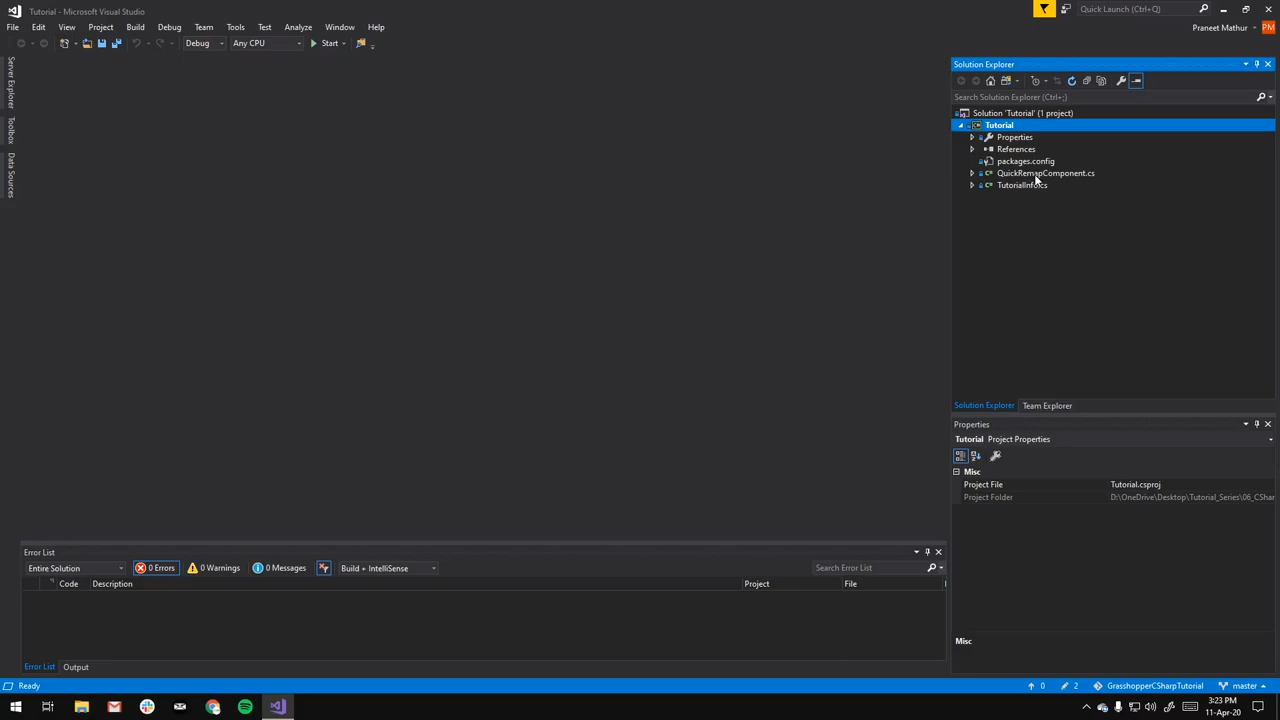 Tutorial - Microsoft Visual Studio
Quick Launch (Ctrl+Q)
File Edit View Project Build Debug Team Tools Test Analyze Window Help
Praneet Mathur PM
Debug Any CPU Start
Server Explorer
Toolbox
Data Sources
Solution Explorer
Search Solution Explorer (Ctrl+;)
Solution 'Tutorial' (1 project)
Tutorial
Properties
References
packages.config
QuickRemapComponent.cs
TutorialInfo.cs
Solution Explorer Team Explorer
Properties
Tutorial Project Properties
Misc
Project File Tutorial.csproj
Project Folder D:\OneDrive\Desktop\Tutorial_Series\06_CShar
Misc
Error List
Entire Solution 0 Errors 0 Warnings 0 Messages Build + IntelliSense Search Error List
Code Description Project File
Error List Output
Ready 0 2 GrasshopperCSharpTutorial master
3:23 PM
11-Apr-20